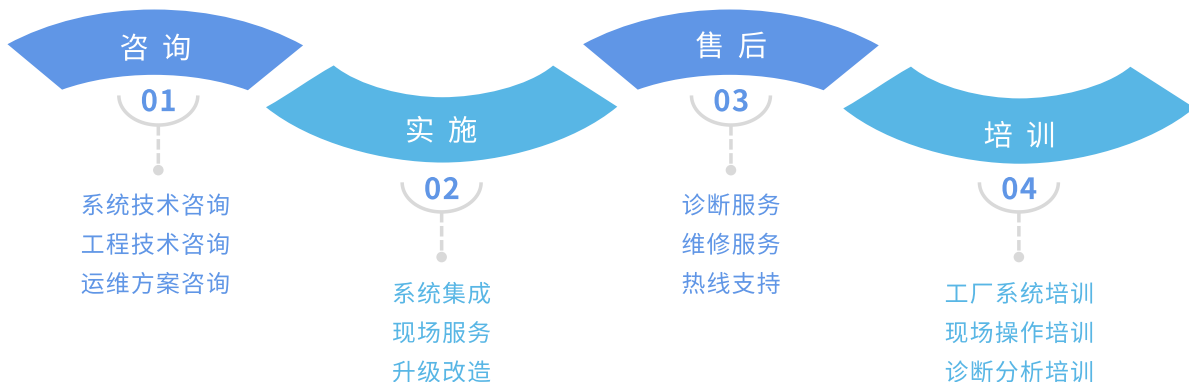 咨询
01
系统技术咨询
工程技术咨询
运维方案咨询
实施
02
系统集成
现场服务
升级改造
售后
03
诊断服务
维修服务
热线支持
培训
04
工厂系统培训
现场操作培训
诊断分析培训